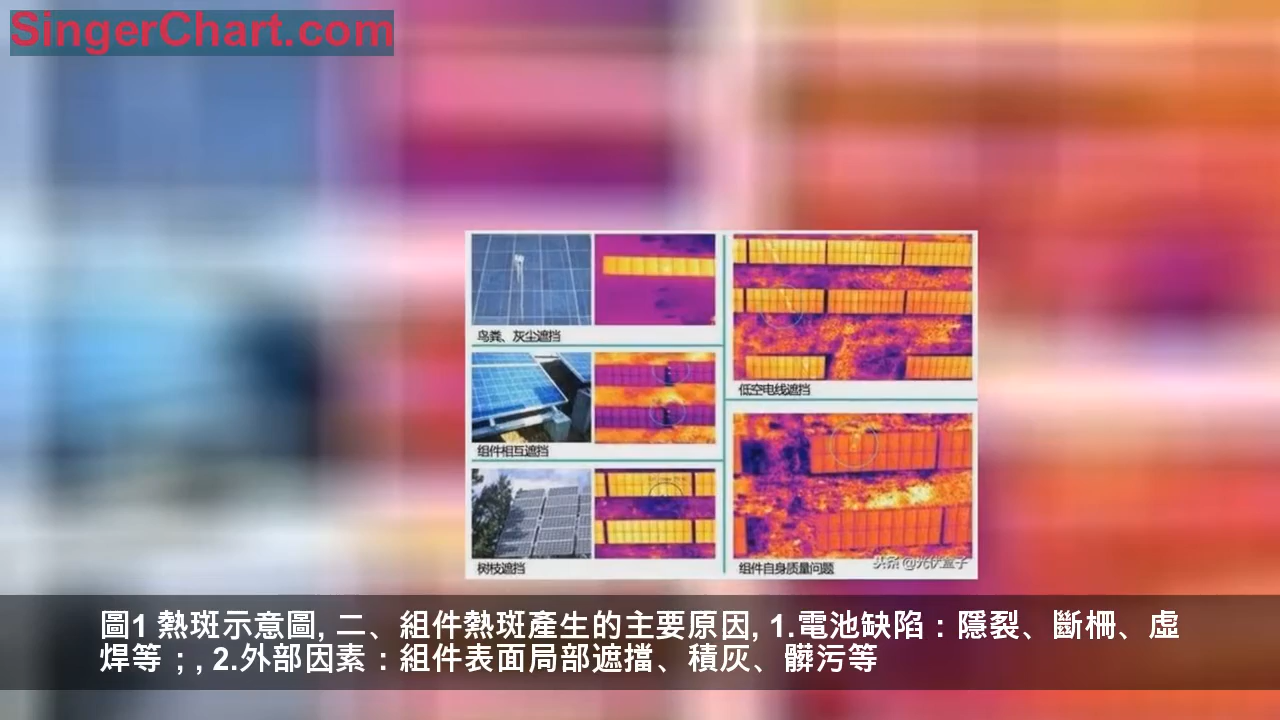 SingerChart.com
鸟粪、灰尘遮挡
组件相互遮挡
树枝遮挡
低空电线遮挡
组件自身质量问题
头条 @光伏盒子
圖1 熱斑示意圖, 二、組件熱斑產生的主要原因, 1.電池缺陷：隱裂、斷柵、虛
焊等；, 2.外部因素：組件表面局部遮擋、積灰、髒污等